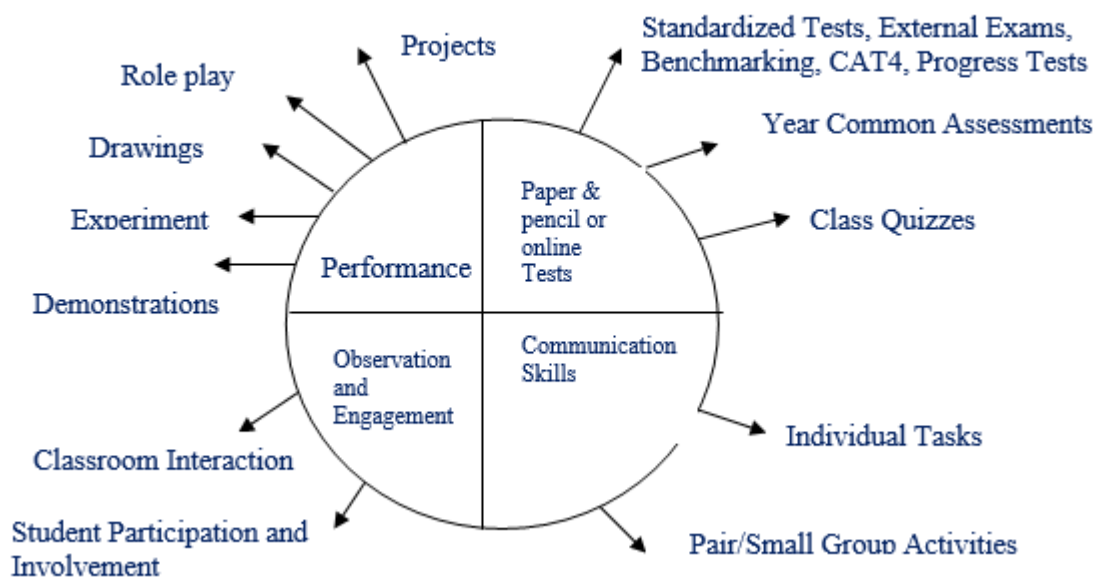 Projects
Standardized Tests, External Exams,
Benchmarking, CAT4, Progress Tests
Role play
Year Common Assessments
Drawings
Paper &
pencil or
online
Tests
Experiment
Class Quizzes
Performance
Demonstrations
Observation
and
Engagement
Communication
Skills
Individual Tasks
Classroom Interaction
Student Participation and
Involvement
Pair/Small Group Activities